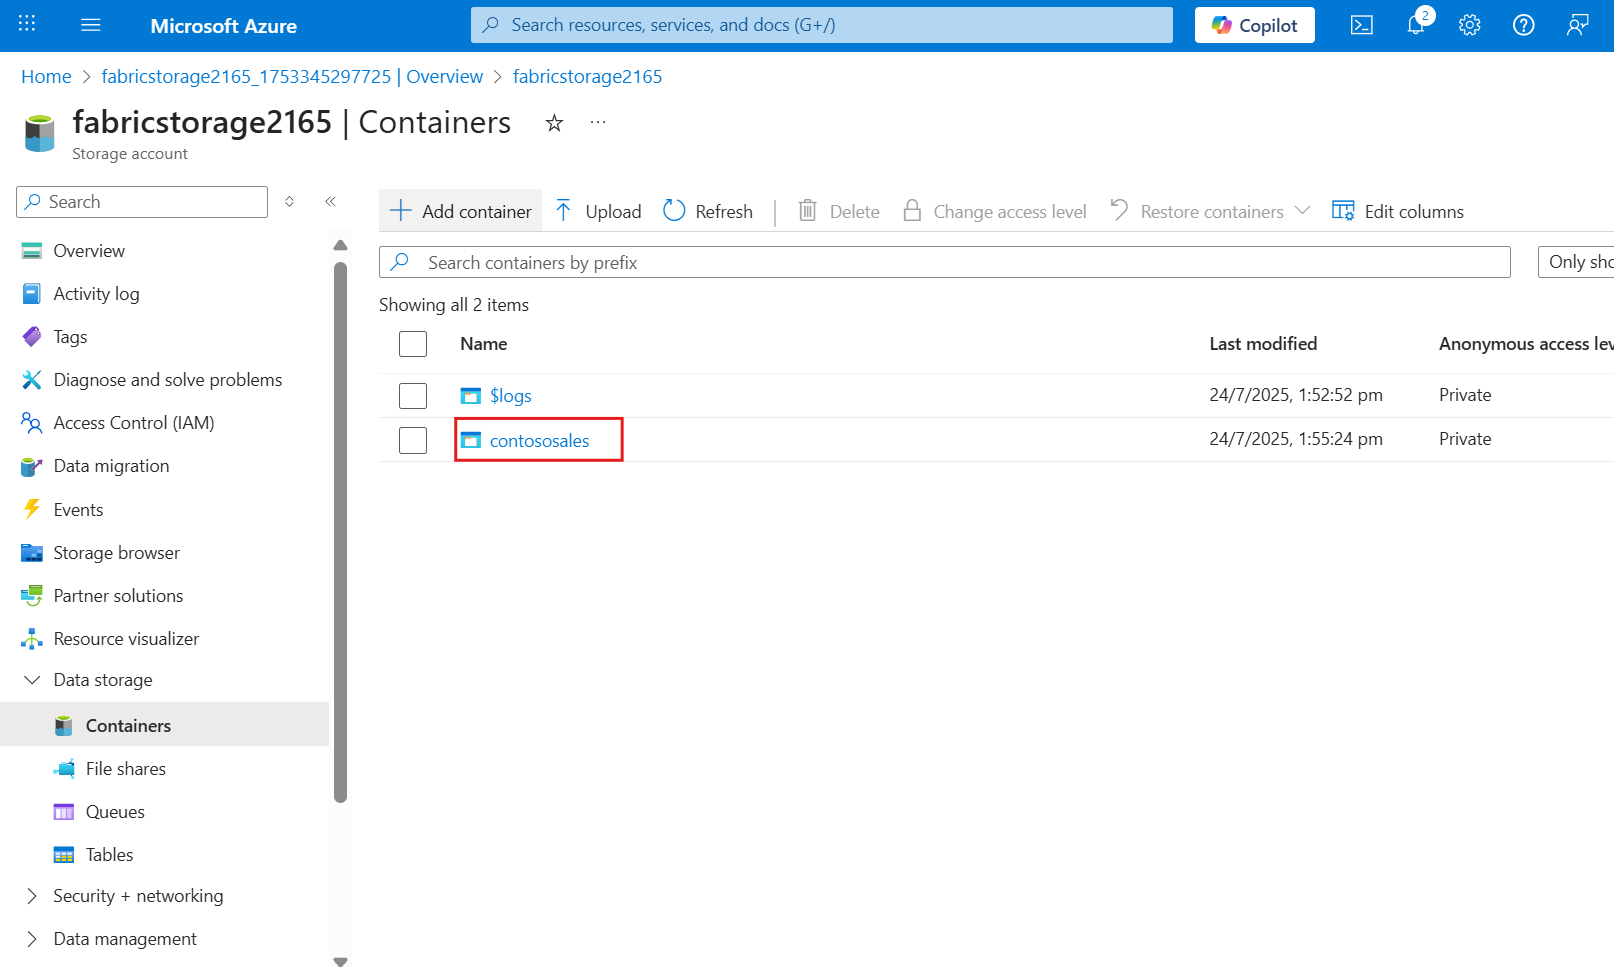 Microsoft Azure
Search resources, services, and docs (G+/)
Copilot
2
Home > fabricstorage2165_1753345297725 | Overview > fabricstorage2165
fabricstorage2165 | Containers
Storage account
Search
Add container
Upload
Refresh
Delete
Change access level
Restore containers
Edit columns
Search containers by prefix
Only sho
Showing all 2 items
Name Last modified Anonymous access lev
$logs 24/7/2025, 1:52:52 pm Private
contososales 24/7/2025, 1:55:24 pm Private
Overview
Activity log
Tags
Diagnose and solve problems
Access Control (IAM)
Data migration
Events
Storage browser
Partner solutions
Resource visualizer
Data storage
Containers
File shares
Queues
Tables
Security + networking
Data management